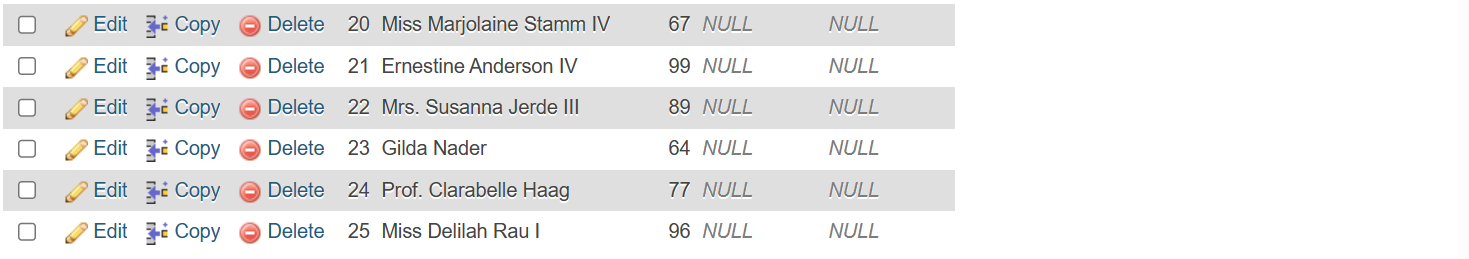 Edit Copy Delete 20 Miss Marjolaine Stamm IV 67 NULL NULL
Edit Copy Delete 21 Ernestine Anderson IV 99 NULL NULL
Edit Copy Delete 22 Mrs. Susanna Jerde III 89 NULL NULL
Edit Copy Delete 23 Gilda Nader 64 NULL NULL
Edit Copy Delete 24 Prof. Clarabelle Haag 77 NULL NULL
Edit Copy Delete 25 Miss Delilah Rau I 96 NULL NULL